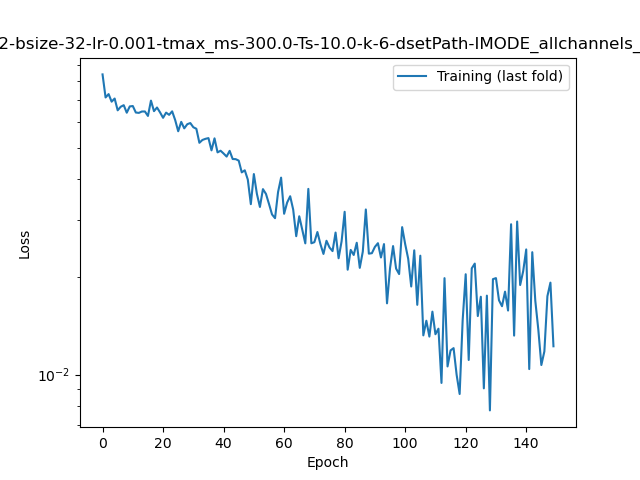 2-bsize-32-lr-0.001-tmax_ms-300.0-Ts-10.0-k-6-dsetPath-IMODE_allchannels_
Training (last fold)
Loss
10^{-2}
0 20 40 60 80 100 120 140
Epoch